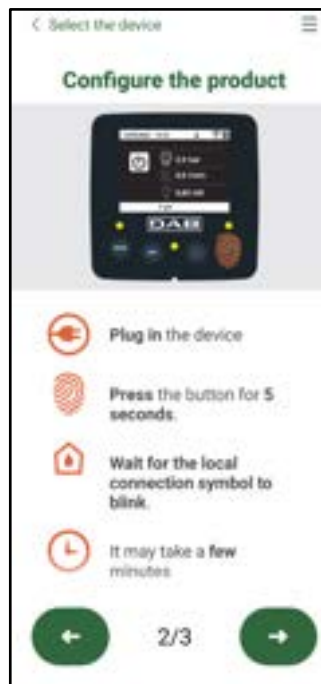 Select the device
Configure the product
DAB
Plug in the device
Press the button for 5
seconds.
Wait for the local
connection symbol to
blink.
It may take a few
minutes
2/3